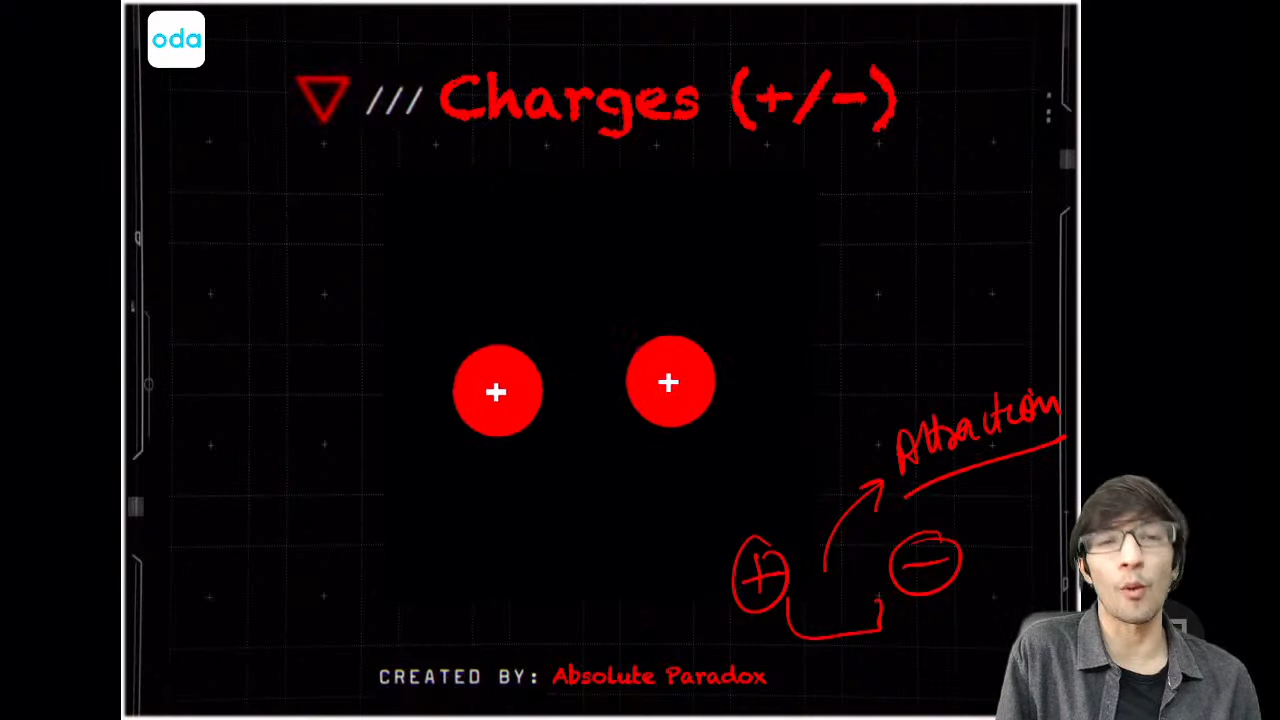 oda
/// Charges (+/-)
+ +
Attraction
+ −
CREATED BY: Absolute Paradox